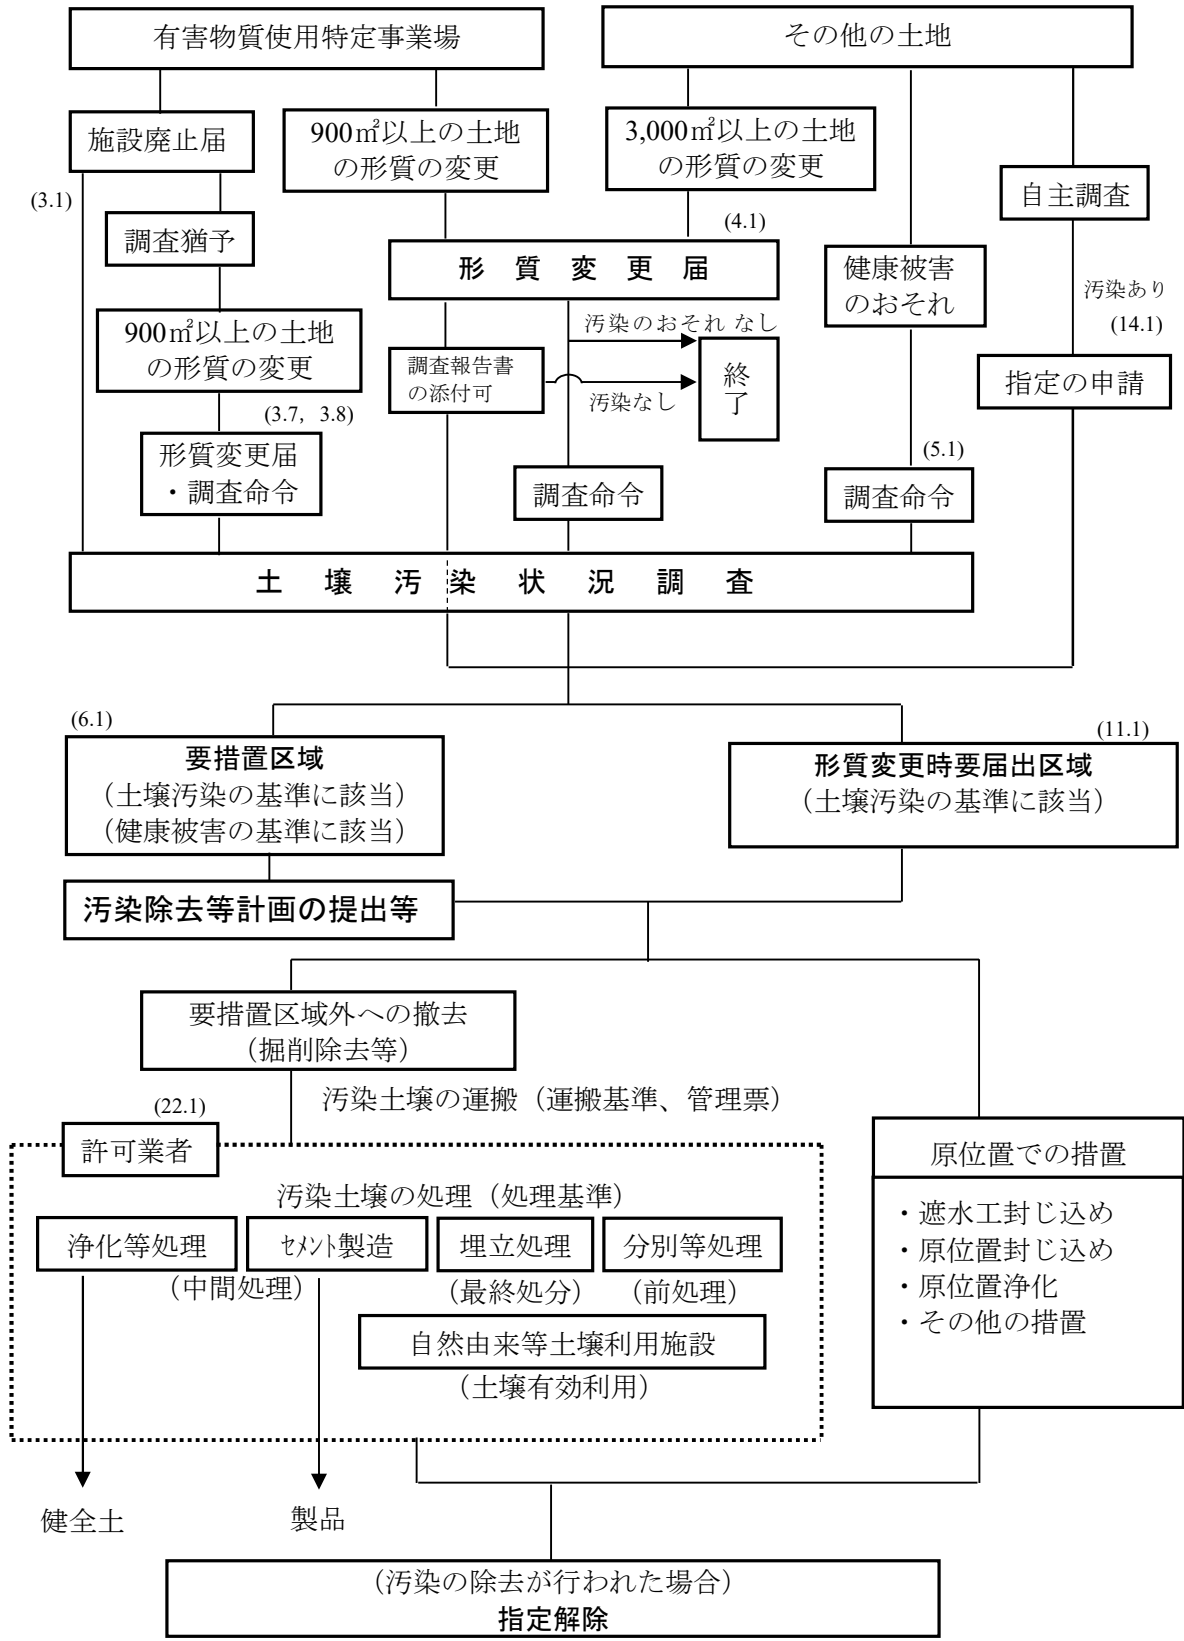 有害物質使用特定事業場
その他の土地
施設廃止届
900㎡以上の土地
の形質の変更
3,000㎡以上の土地
の形質の変更
(3.1)
自主調査
調査猶予
(4.1)
形質変更届
健康被害
のおそれ
汚染あり
(14.1)
900㎡以上の土地
の形質の変更
汚染のおそれ なし
調査報告書
の添付可
汚染なし
終
了
指定の申請
(3.7, 3.8)
形質変更届
・調査命令
(5.1)
調査命令
調査命令
土壌汚染状況調査
(6.1)
要措置区域
（土壌汚染の基準に該当）
（健康被害の基準に該当）
(11.1)
形質変更時要届出区域
（土壌汚染の基準に該当）
汚染除去等計画の提出等
要措置区域外への撤去
（掘削除去等）
汚染土壌の運搬（運搬基準、管理票）
(22.1)
許可業者
汚染土壌の処理（処理基準）
浄化等処理
ｾﾒﾝﾄ製造
埋立処理
分別等処理
（中間処理）
（最終処分）
（前処理）
自然由来等土壌利用施設
（土壌有効利用）
原位置での措置
・遮水工封じ込め
・原位置封じ込め
・原位置浄化
・その他の措置
健全土
製品
（汚染の除去が行われた場合）
指定解除